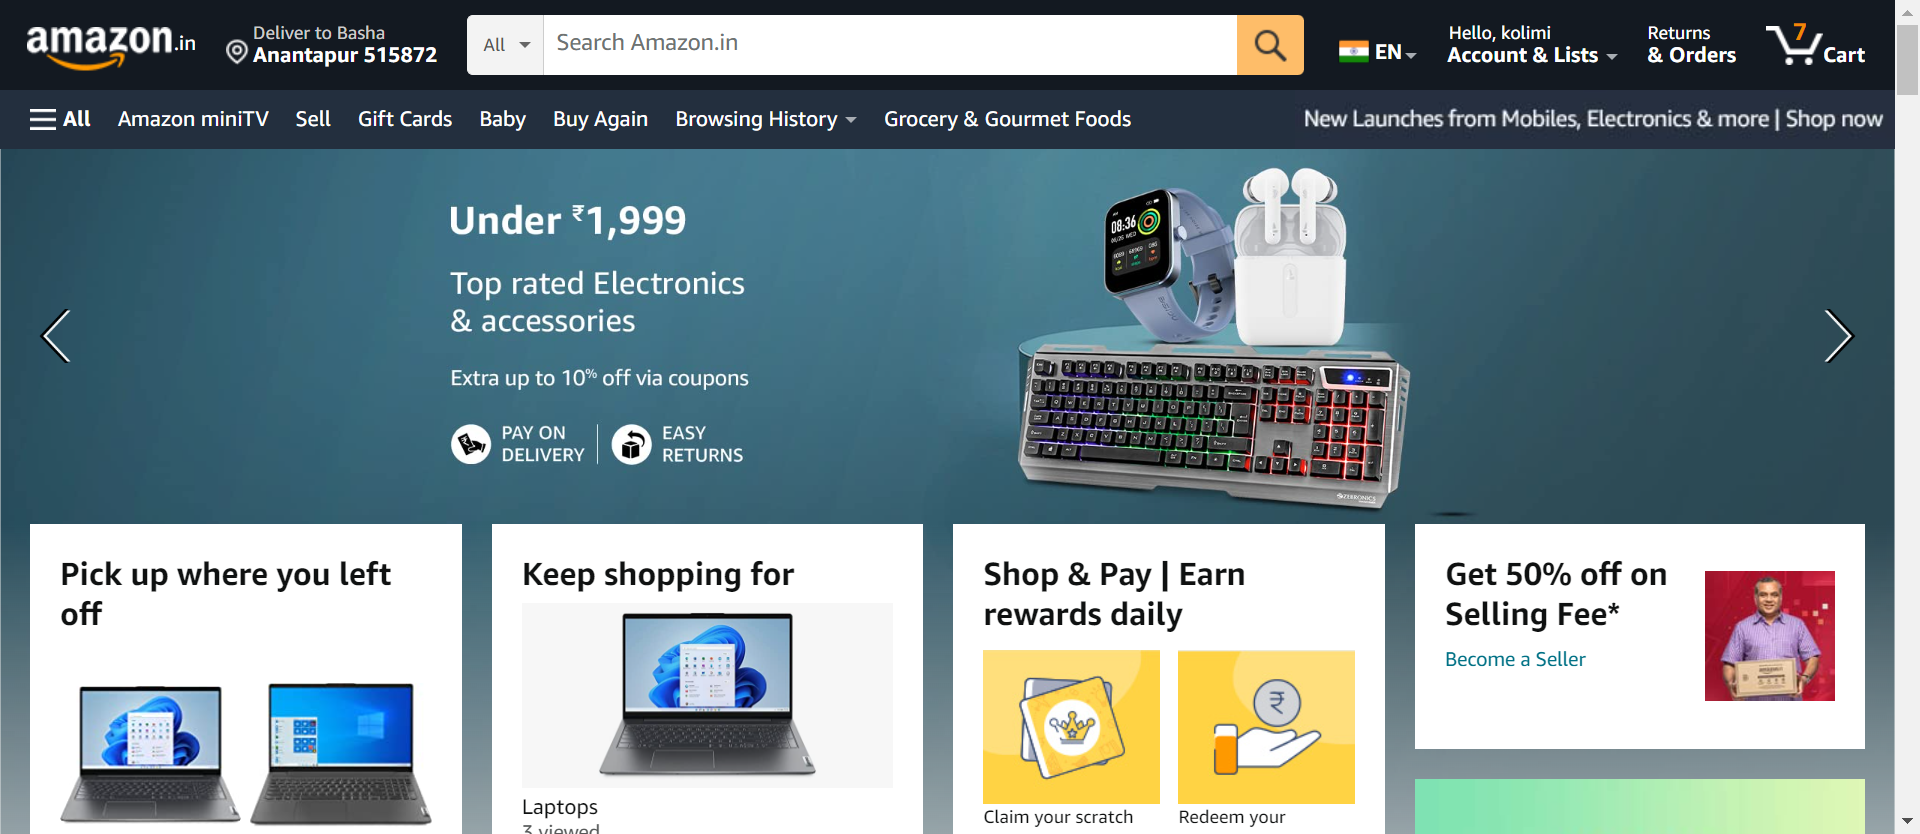 amazon.in
Deliver to Basha
Anantapur 515872
All
Search Amazon.in
EN
Hello, kolimi
Account & Lists
Returns
& Orders
7
Cart
All
Amazon miniTV
Sell
Gift Cards
Baby
Buy Again
Browsing History
Grocery & Gourmet Foods
New Launches from Mobiles, Electronics & more | Shop now
Under ₹1,999
Top rated Electronics
& accessories
Extra up to 10% off via coupons
PAY ON
DELIVERY
EASY
RETURNS
08:36
ZEBRONICS
Pick up where you left
off
Keep shopping for
Laptops
3 viewed
Shop & Pay | Earn
rewards daily
Claim your scratch
₹
Redeem your
Get 50% off on
Selling Fee*
Become a Seller